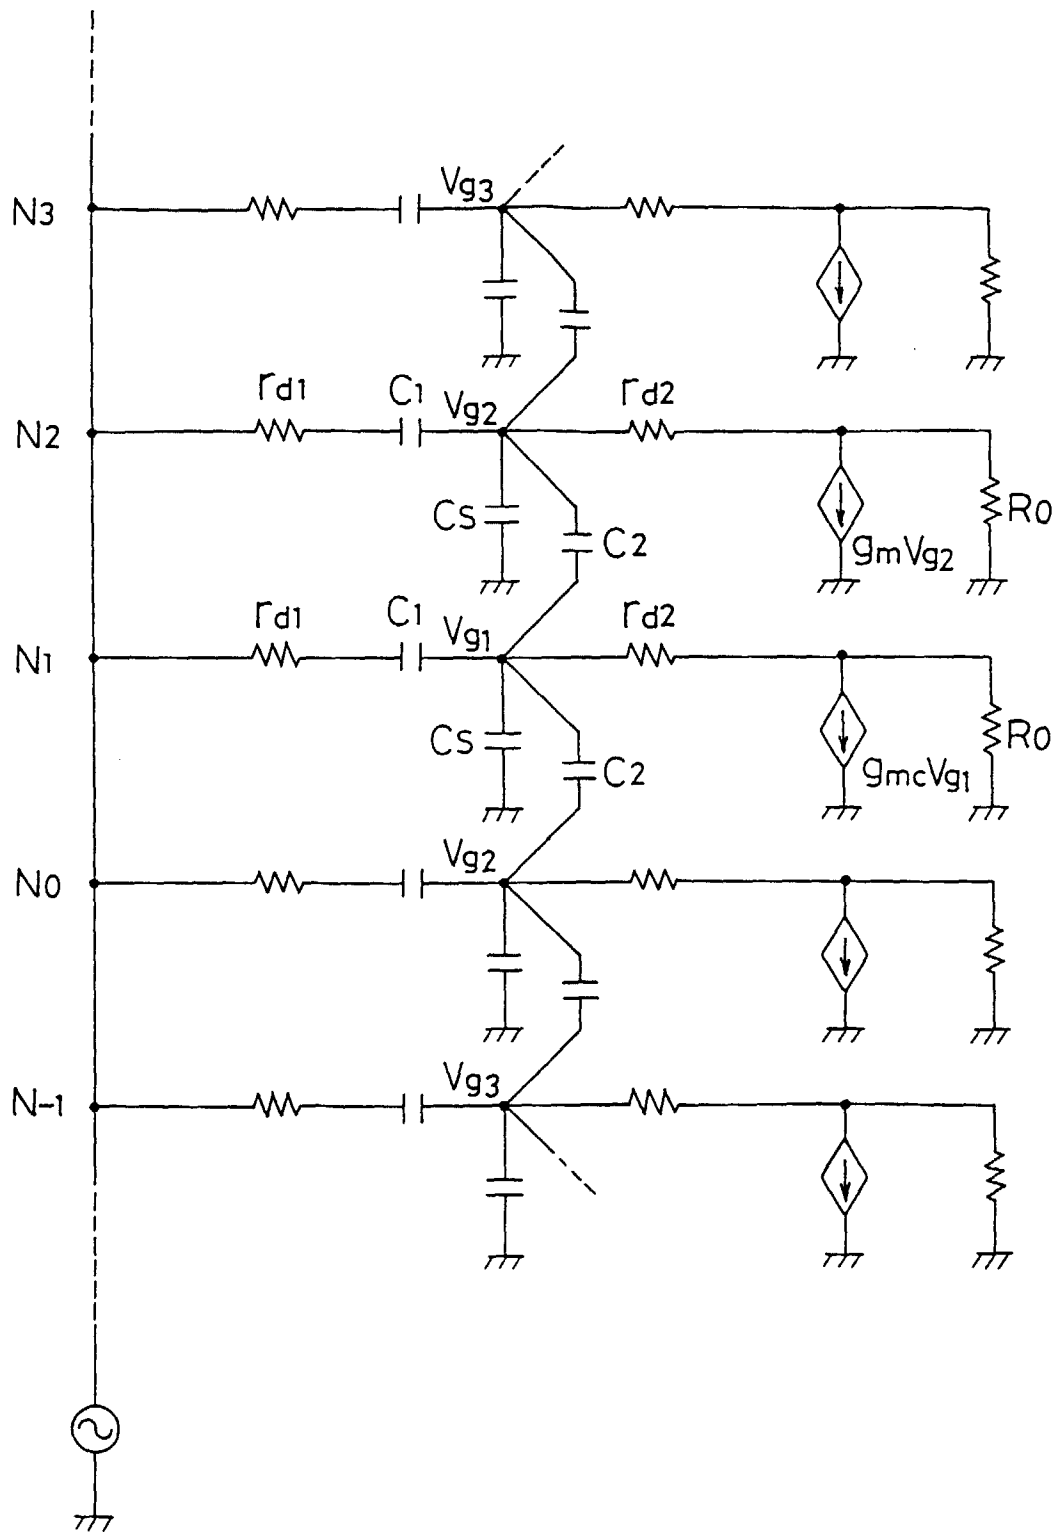 N3 Vg3
rd1 C1 Vg2 rd2
N2
Cs C2 gmVg2 R0
rd1 C1 Vg1 rd2
N1
Cs C2 gmcVg1 R0
N0 Vg2
N-1 Vg3